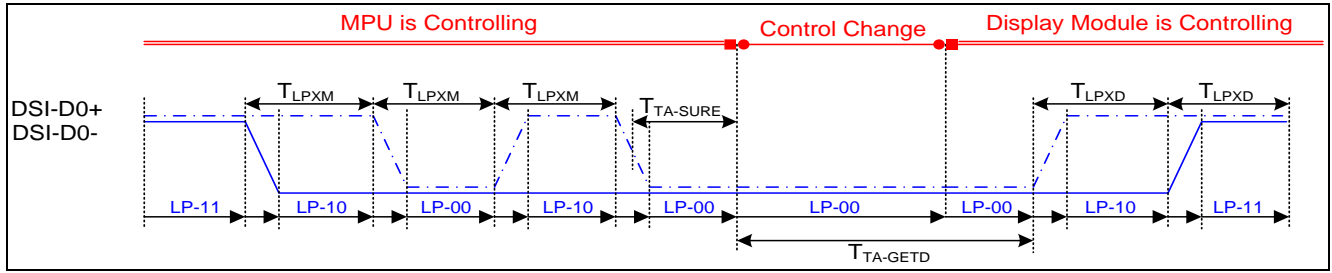 MPU is Controlling Control Change Display Module is Controlling
TLPXM TLPXM TLPXM TTA-SURE TLPXD TLPXD
DSI-D0+
DSI-D0-
LP-11 LP-10 LP-00 LP-10 LP-00 LP-00 LP-00 LP-10 LP-11
TTA-GETD